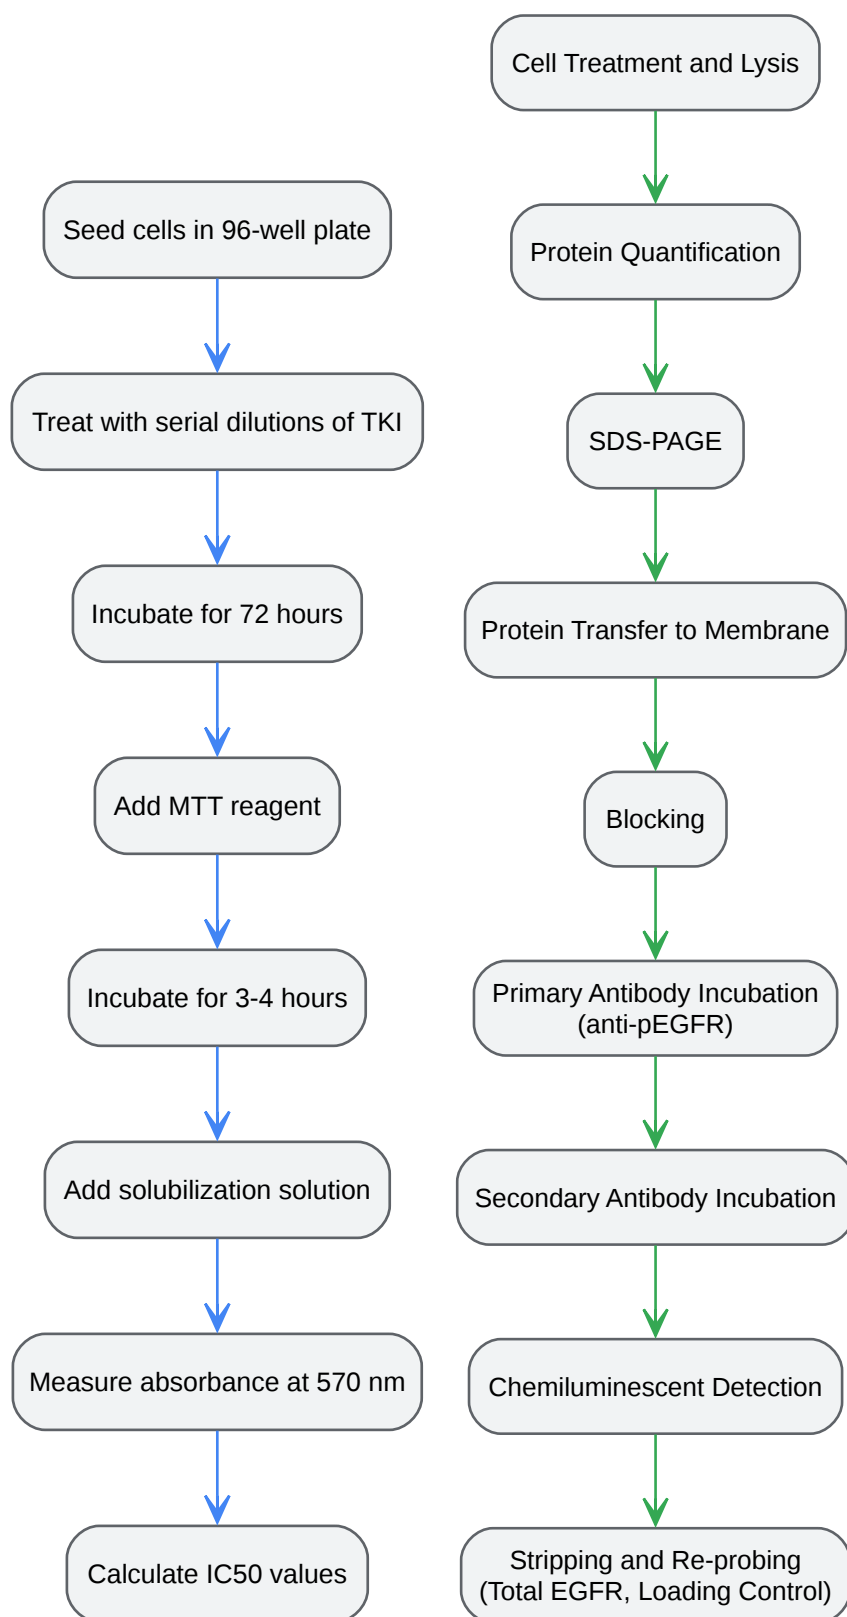 Seed cells in 96-well plate
Treat with serial dilutions of TKI
Incubate for 72 hours
Add MTT reagent
Incubate for 3-4 hours
Add solubilization solution
Measure absorbance at 570 nm
Calculate IC50 values
Cell Treatment and Lysis
Protein Quantification
SDS-PAGE
Protein Transfer to Membrane
Blocking
Primary Antibody Incubation
(anti-pEGFR)
Secondary Antibody Incubation
Chemiluminescent Detection
Stripping and Re-probing
(Total EGFR, Loading Control)